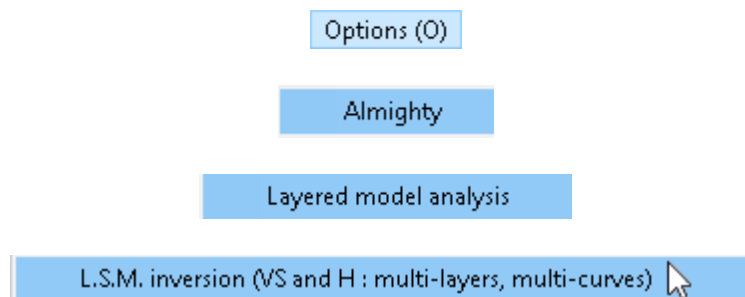 Options (O)
Almighty
Layered model analysis
L.S.M. inversion (VS and H : multi-layers, multi-curves)